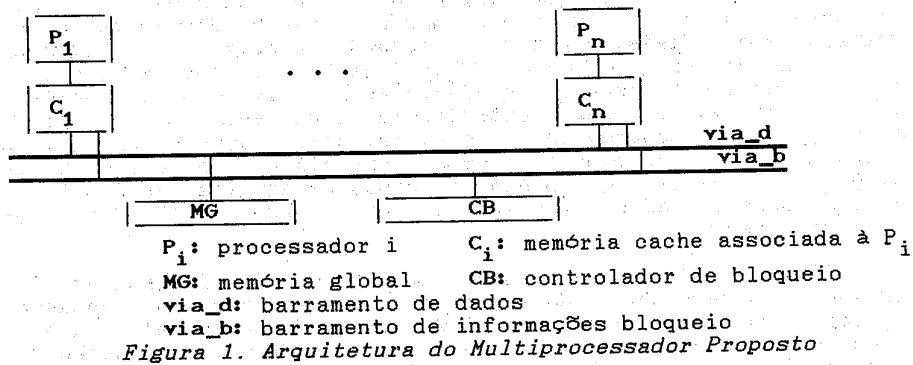 P1 Pn
. . .
C1 Cn
via_d
via_b
MG CB
Pi: processador i Ci: memória cache associada à Pi
MG: memória global CB: controlador de bloqueio
via_d: barramento de dados
via_b: barramento de informações bloqueio
Figura 1. Arquitetura do Multiprocessador Proposto